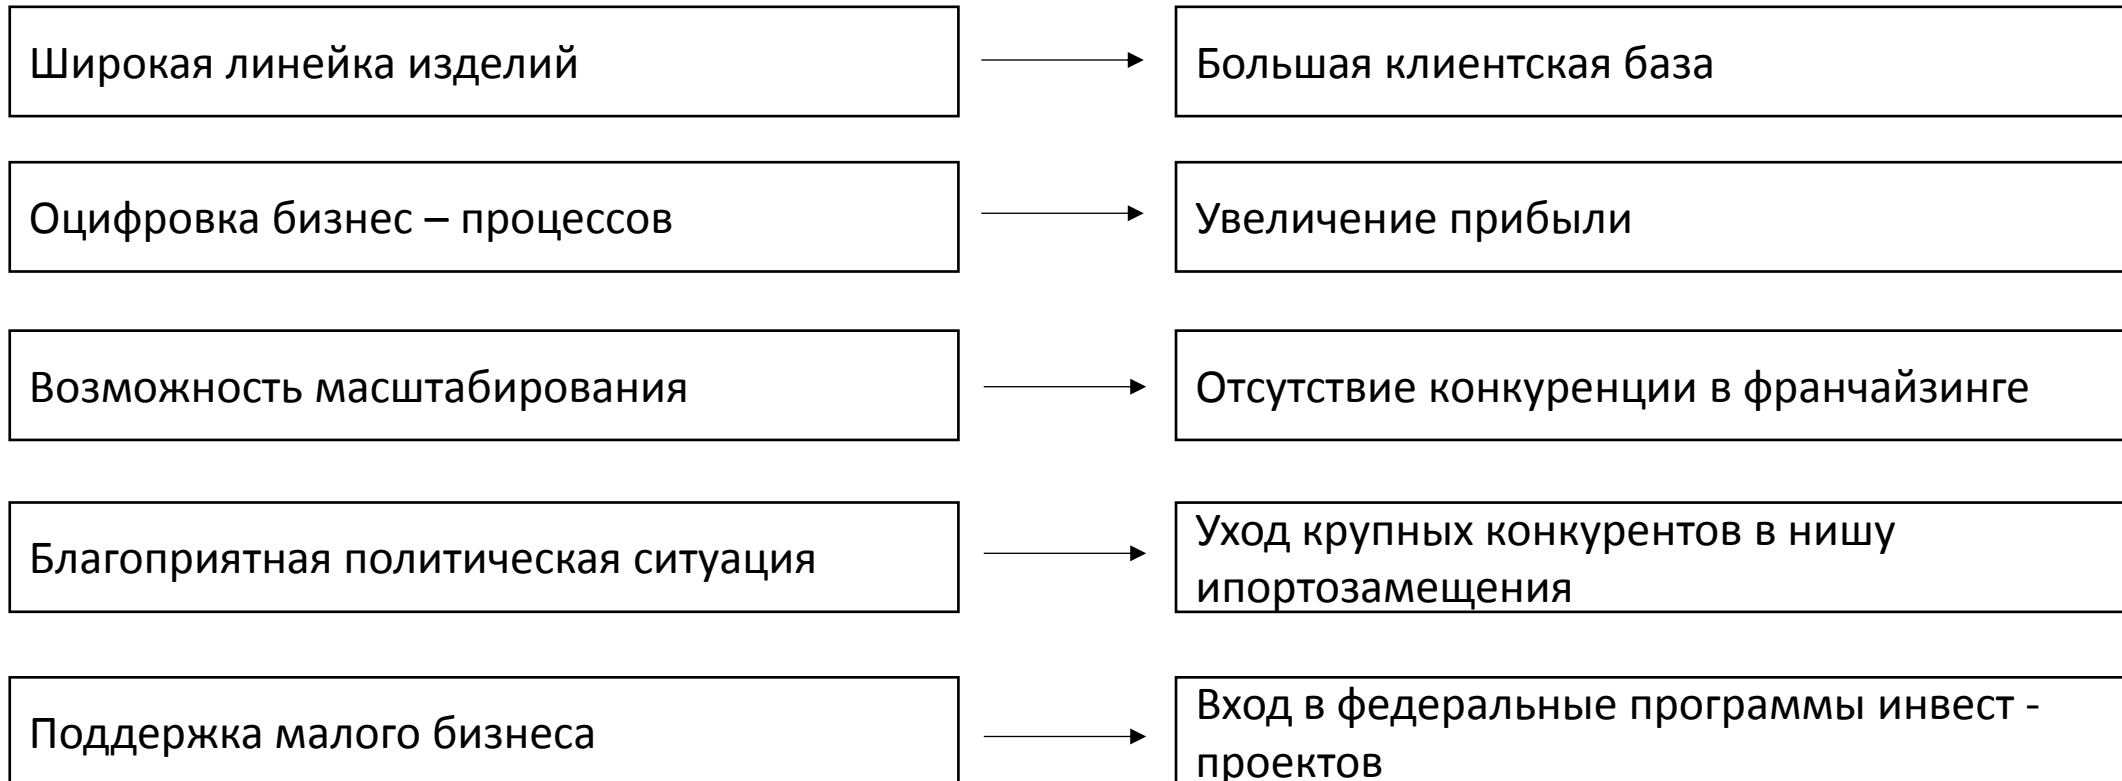 Широкая линейка изделий
Большая клиентская база
Оцифровка бизнес – процессов
Увеличение прибыли
Возможность масштабирования
Отсутствие конкуренции в франчайзинге
Благоприятная политическая ситуация
Уход крупных конкурентов в нишу
ипортозамещения
Поддержка малого бизнеса
Вход в федеральные программы инвест -
проектов